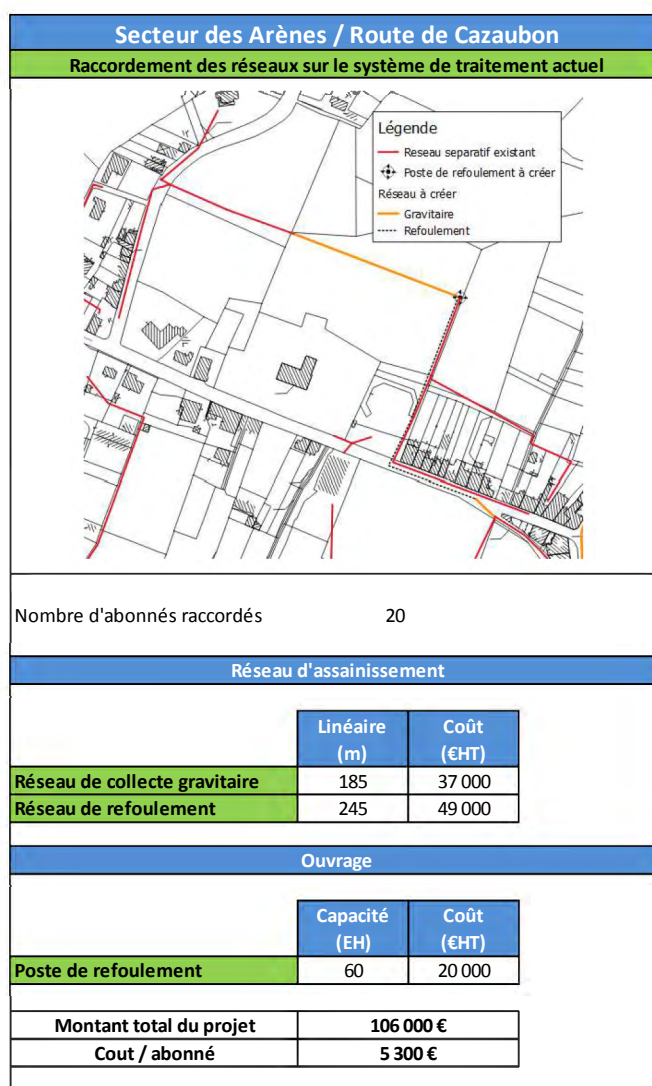 Secteur des Arènes / Route de Cazaubon
Raccordement des réseaux sur le système de traitement actuel
Légende
Reseau separatif existant
Poste de refoulement à créer
Réseau à créer
Gravitaire
Refoulement
Nombre d'abonnés raccordés 20
Réseau d'assainissement
Linéaire (m) Coût (€HT)
Réseau de collecte gravitaire 185 37 000
Réseau de refoulement 245 49 000
Ouvrage
Capacité (EH) Coût (€HT)
Poste de refoulement 60 20 000
Montant total du projet 106 000 €
Cout / abonné 5 300 €